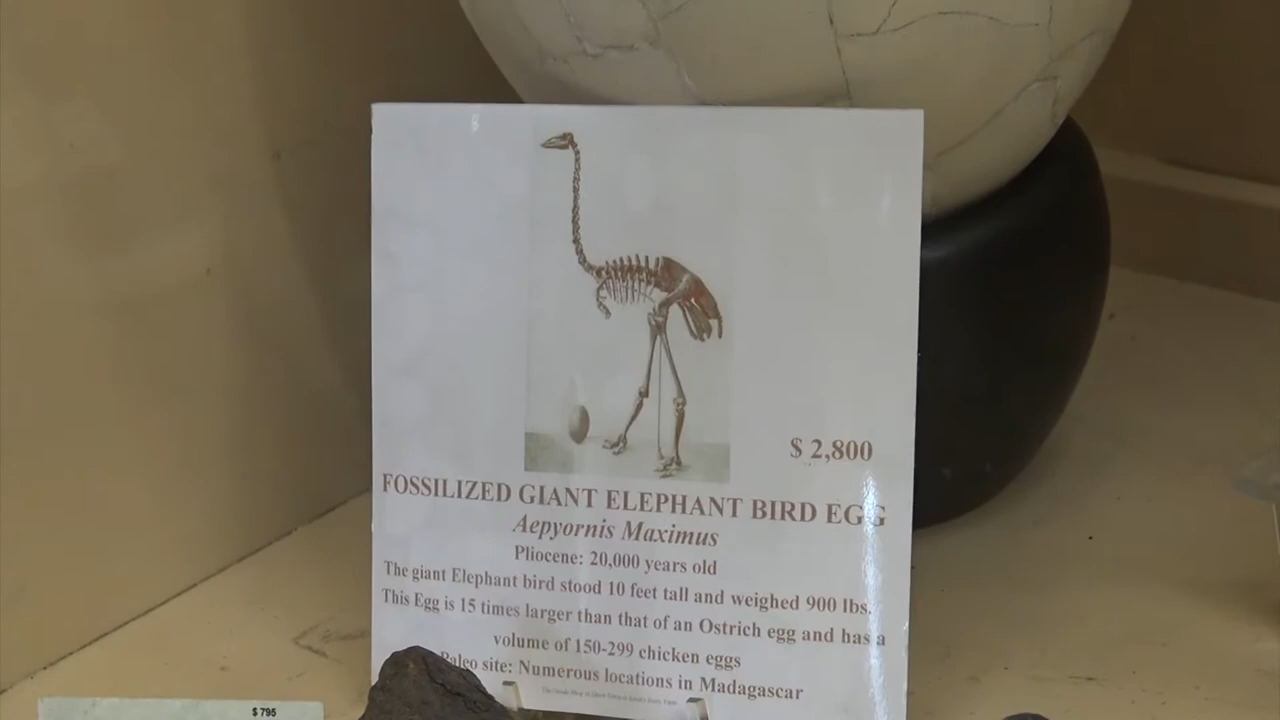 $ 2,800
FOSSILIZED GIANT ELEPHANT BIRD EGG
Aepyornis Maximus
Pliocene: 20,000 years old
The giant Elephant bird stood 10 feet tall and weighed 900 lbs.
This Egg is 15 times larger than that of an Ostrich egg and has a
volume of 150-299 chicken eggs
Paleo site: Numerous locations in Madagascar
$ 795